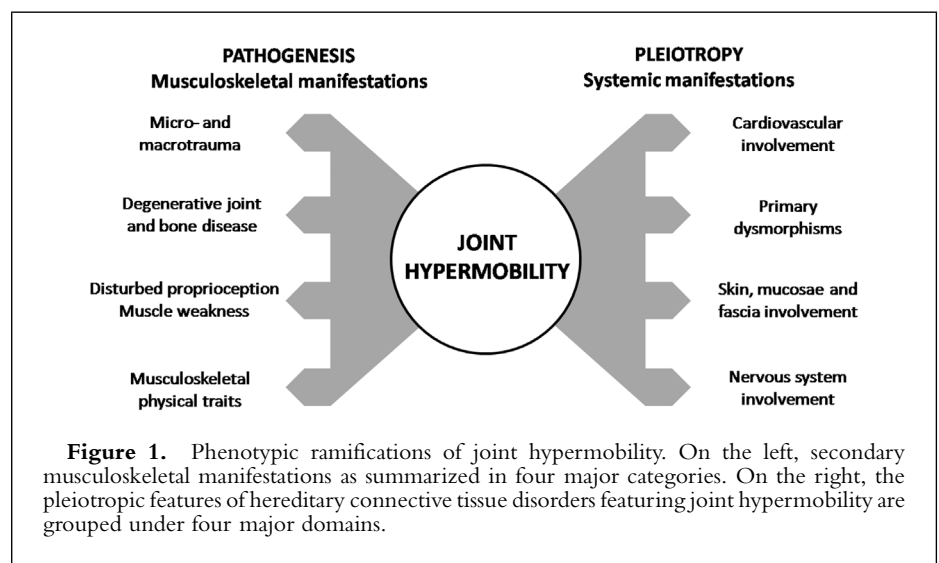 PATHOGENESIS
Musculoskeletal manifestations
PLEIOTROPY
Systemic manifestations
Micro- and
macrotrauma
Degenerative joint
and bone disease
Disturbed proprioception
Muscle weakness
Musculoskeletal
physical traits
JOINT
HYPERMOBILITY
Cardiovascular
involvement
Primary
dysmorphisms
Skin, mucosae and
fascia involvement
Nervous system
involvement
Figure 1. Phenotypic ramifications of joint hypermobility. On the left, secondary
musculoskeletal manifestations as summarized in four major categories. On the right, the
pleiotropic features of hereditary connective tissue disorders featuring joint hypermobility are
grouped under four major domains.